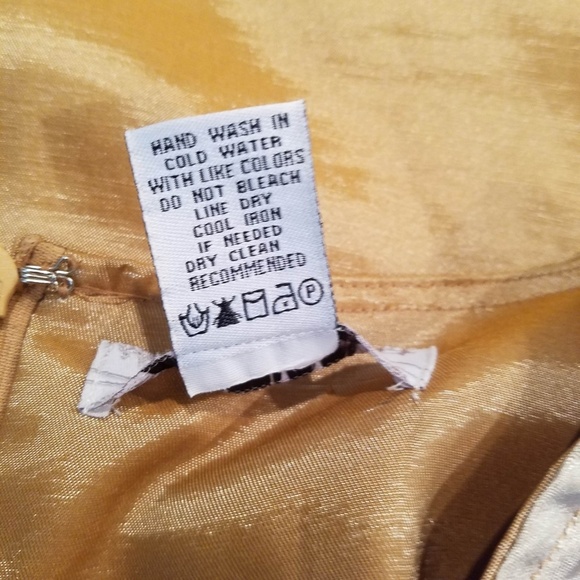 HAND WASH IN
COLD WATER
WITH LIKE COLORS
DO NOT BLEACH
LINE DRY
COOL IRON
IF NEEDED
DRY CLEAN
RECOMMENDED
P